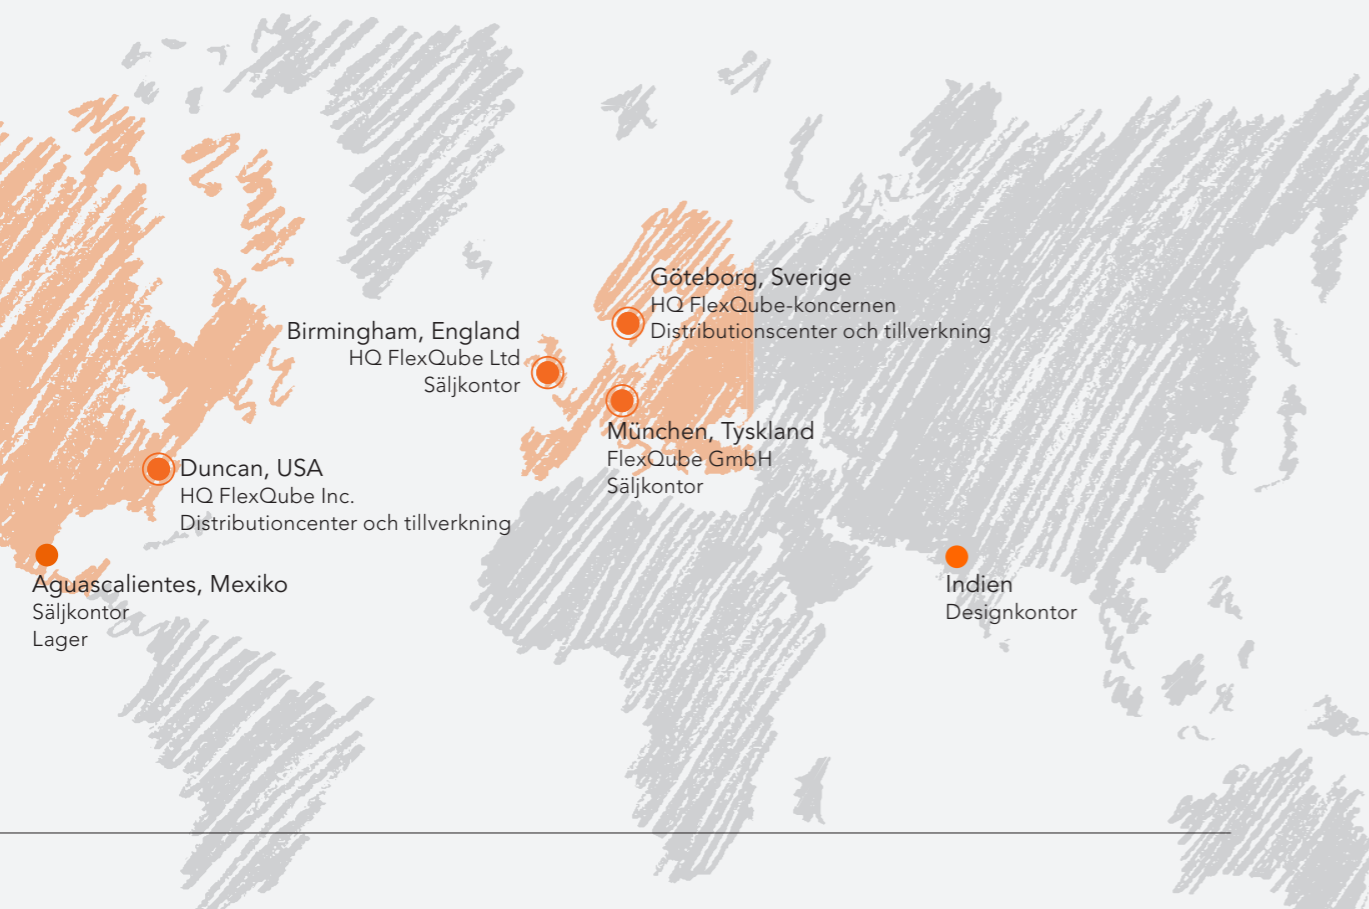 Göteborg, Sverige
HQ FlexQube-koncernen
Distributionscenter och tillverkning
Birmingham, England
HQ FlexQube Ltd
Säljkontor
München, Tyskland
FlexQube GmbH
Säljkontor
Duncan, USA
HQ FlexQube Inc.
Distributioncenter och tillverkning
Aguascalientes, Mexiko
Säljkontor
Lager
Indien
Designkontor